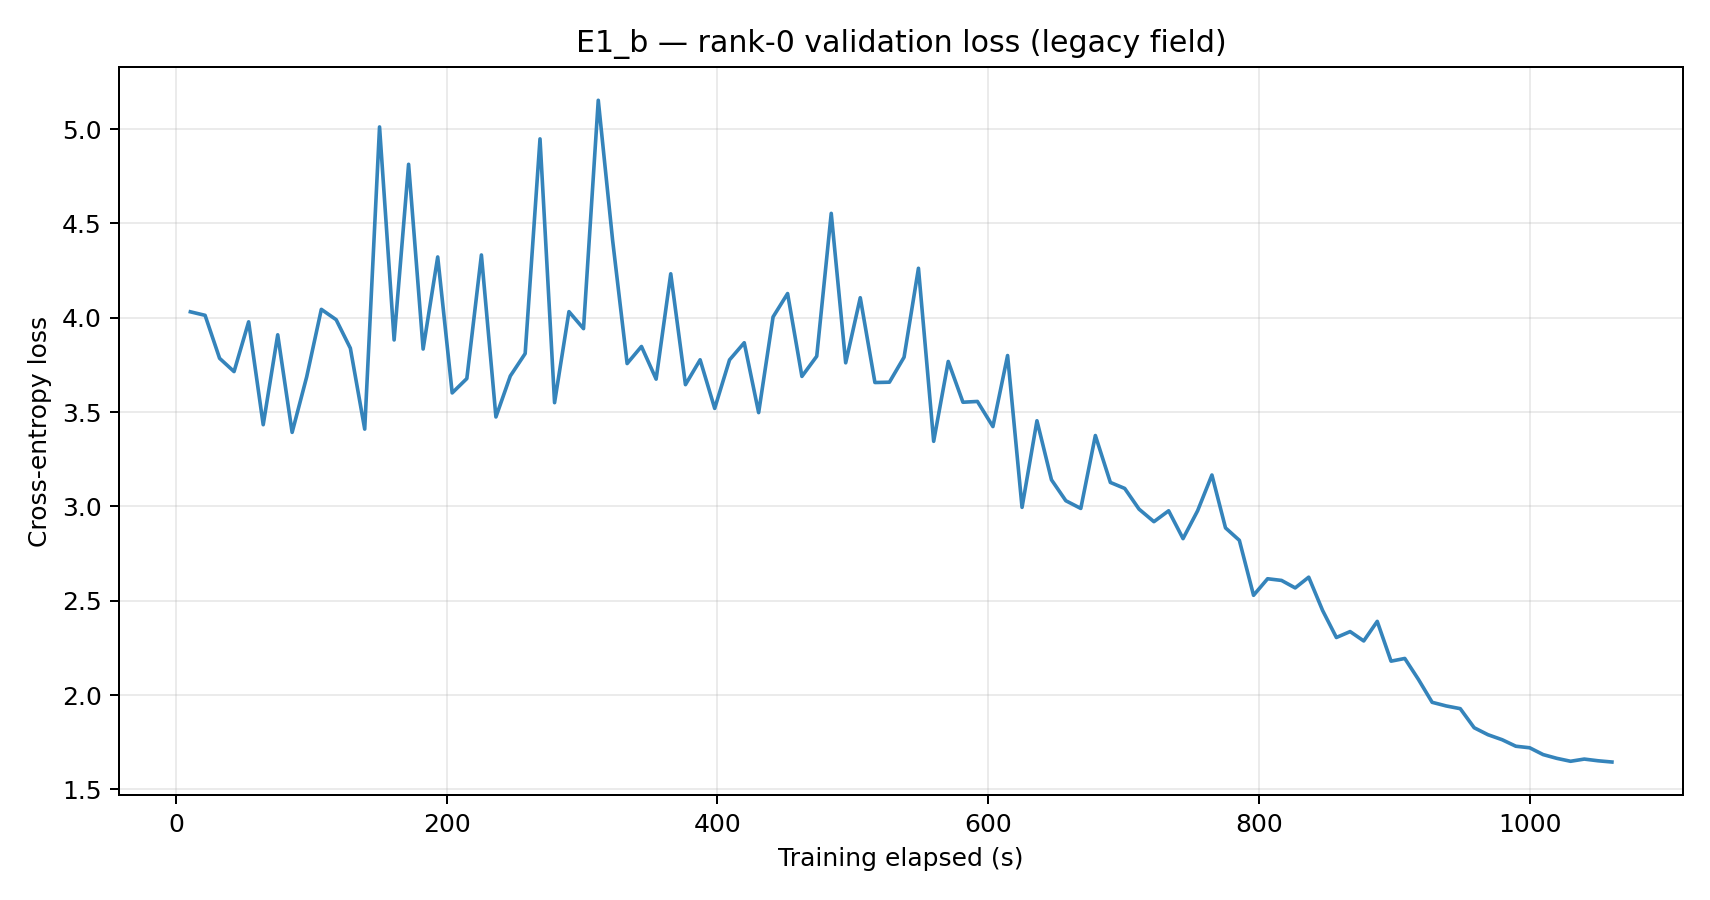 E1_b — rank-0 validation loss (legacy field)
Cross-entropy loss
5.0
4.5
4.0
3.5
3.0
2.5
2.0
1.5
0 200 400 600 800 1000
Training elapsed (s)